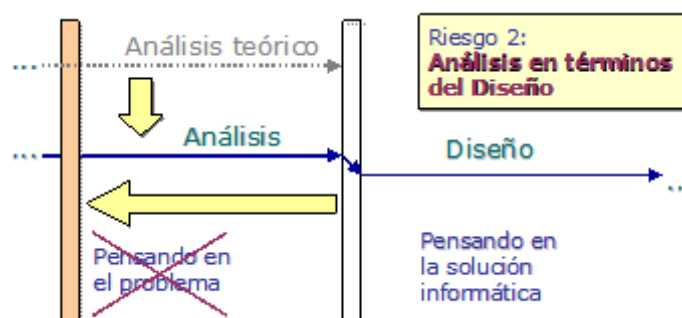 Análisis teórico
...
Riesgo 2:
Análisis en términos
del Diseño
...
Análisis
Diseño
...
Pensando en
el problema
Pensando en
la solución
informática